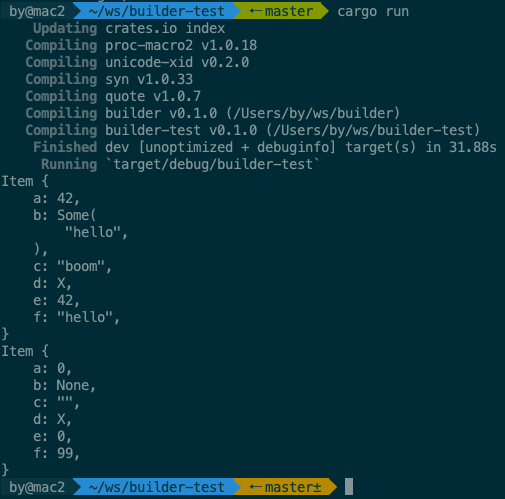 by@mac2 ~/ws/builder-test ←master cargo run
    Updating crates.io index
   Compiling proc-macro2 v1.0.18
   Compiling unicode-xid v0.2.0
   Compiling syn v1.0.33
   Compiling quote v1.0.7
   Compiling builder v0.1.0 (/Users/by/ws/builder)
   Compiling builder-test v0.1.0 (/Users/by/ws/builder-test)
    Finished dev [unoptimized + debuginfo] target(s) in 31.88s
     Running `target/debug/builder-test`
Item {
    a: 42,
    b: Some(
        "hello",
    ),
    c: "boom",
    d: X,
    e: 42,
    f: "hello",
}
Item {
    a: 0,
    b: None,
    c: "",
    d: X,
    e: 0,
    f: 99,
}
by@mac2 ~/ws/builder-test ←master±